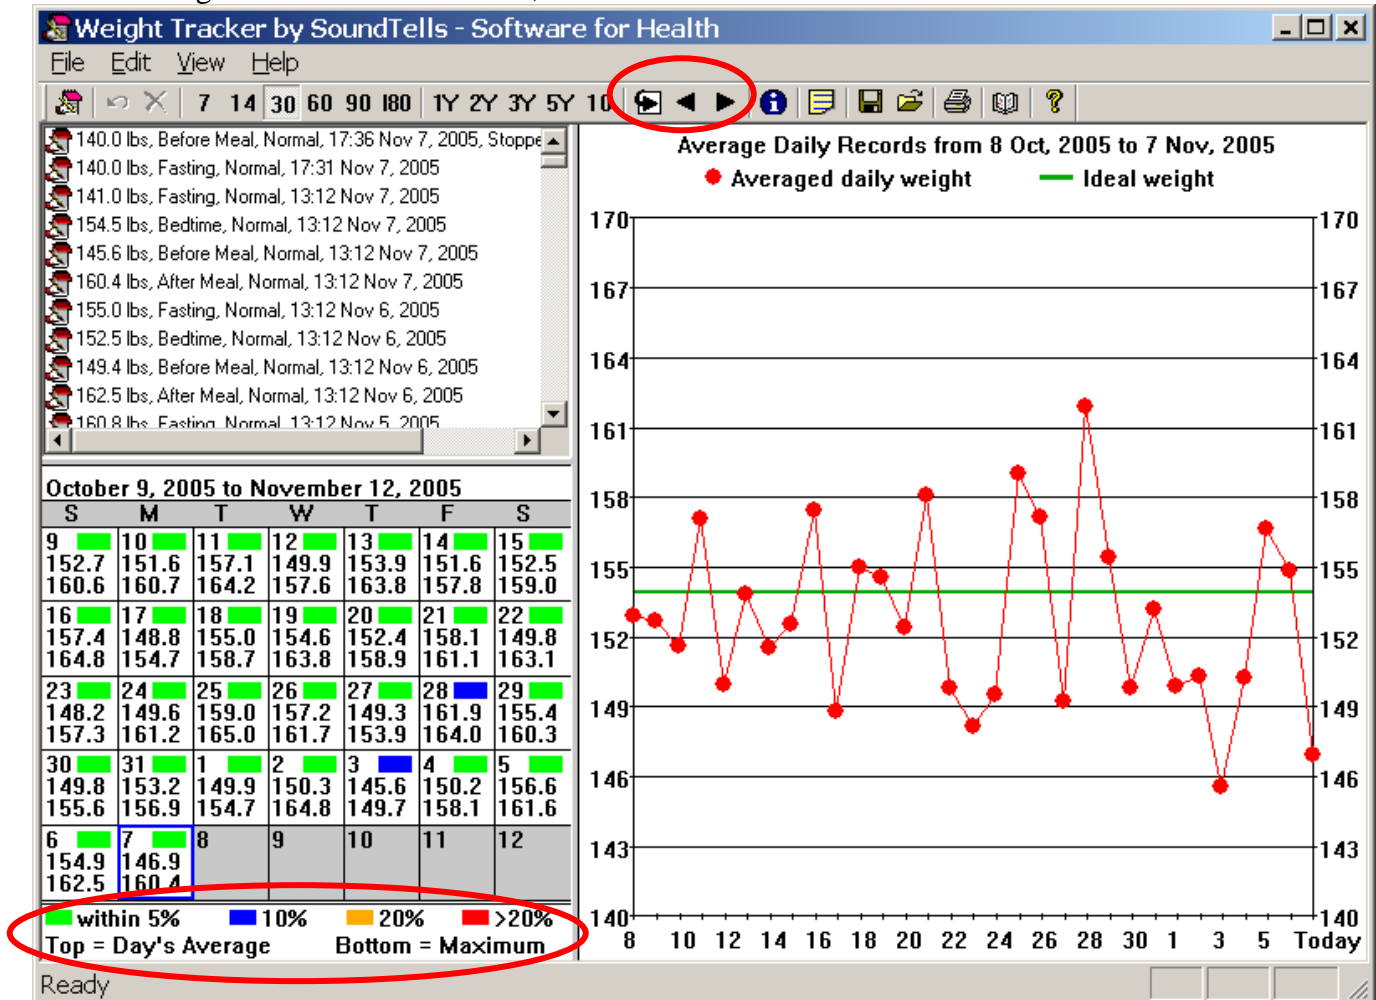 Weight Tracker by SoundTells - Software for Health
File Edit View Help
7 14 30 60 90 180 1Y 2Y 3Y 5Y 10
140.0 lbs, Before Meal, Normal, 17:36 Nov 7, 2005, Stoppe
140.0 lbs, Fasting, Normal, 17:31 Nov 7, 2005
141.0 lbs, Fasting, Normal, 13:12 Nov 7, 2005
154.5 lbs, Bedtime, Normal, 13:12 Nov 7, 2005
145.6 lbs, Before Meal, Normal, 13:12 Nov 7, 2005
160.4 lbs, After Meal, Normal, 13:12 Nov 7, 2005
155.0 lbs, Fasting, Normal, 13:12 Nov 6, 2005
152.5 lbs, Bedtime, Normal, 13:12 Nov 6, 2005
149.4 lbs, Before Meal, Normal, 13:12 Nov 6, 2005
162.5 lbs, After Meal, Normal, 13:12 Nov 6, 2005
160.8 lbs, Fasting, Normal, 13:12 Nov 5, 2005
October 9, 2005 to November 12, 2005
S M T W T F S
9 10 11 12 13 14 15
152.7 151.6 157.1 149.9 153.9 151.6 152.5
160.6 160.7 164.2 157.6 163.8 157.8 159.0
16 17 18 19 20 21 22
157.4 148.8 155.0 154.6 152.4 158.1 149.8
164.8 154.7 158.7 163.8 158.9 161.1 163.1
23 24 25 26 27 28 29
148.2 149.6 159.0 157.2 149.3 161.9 155.4
157.3 161.2 165.0 161.7 153.9 164.0 160.3
30 31 1 2 3 4 5
149.8 153.2 149.9 150.3 145.6 150.2 156.6
155.6 156.9 154.7 164.8 149.7 158.1 161.6
6 7 8 9 10 11 12
154.9 146.9
162.5 160.4
within 5% 10% 20% >20%
Top = Day's Average Bottom = Maximum
Average Daily Records from 8 Oct, 2005 to 7 Nov, 2005
Averaged daily weight Ideal weight
170 170
167 167
164 164
161 161
158 158
155 155
152 152
149 149
146 146
143 143
140 140
8 10 12 14 16 18 20 22 24 26 28 30 1 3 5 Today
Ready